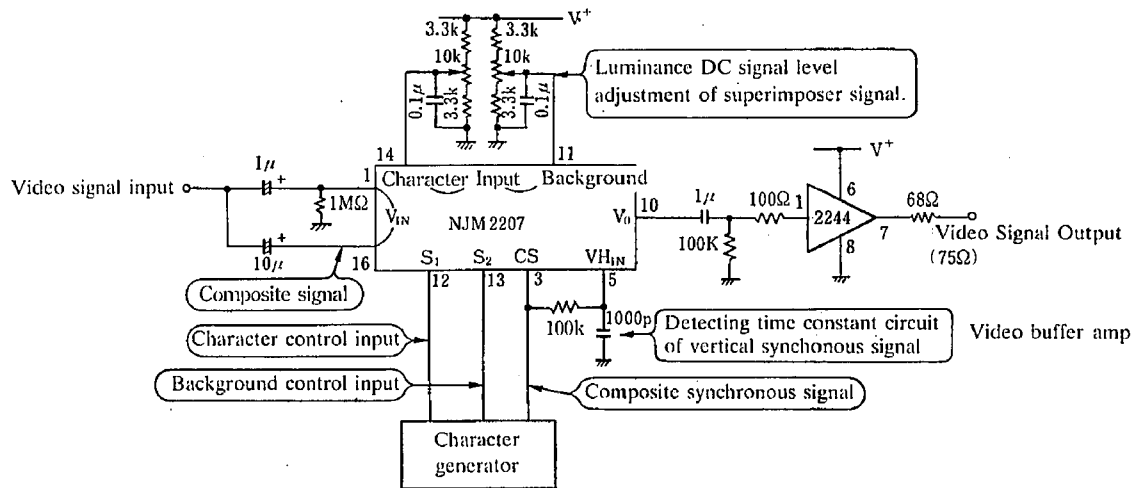 V⁺
3.3k 3.3k
10k 10k
0.1μ 3.3k 3.3k 0.1μ
Luminance DC signal level
adjustment of superimposer signal.
14 11
Video signal input
1μ +
1
1MΩ
10μ +
16
Character Input Background
V_IN
NJM 2207
V_0
10
S₁ S₂ CS VH_IN
12 13 3 5
1μ
100K
100Ω
1 2244
V⁺
6
8
7
68Ω
Video Signal Output
(75Ω)
Composite signal
100k
1000p
Detecting time constant circuit
of vertical synchonous signal
Video buffer amp
Character control input
Background control input
Composite synchronous signal
Character
generator